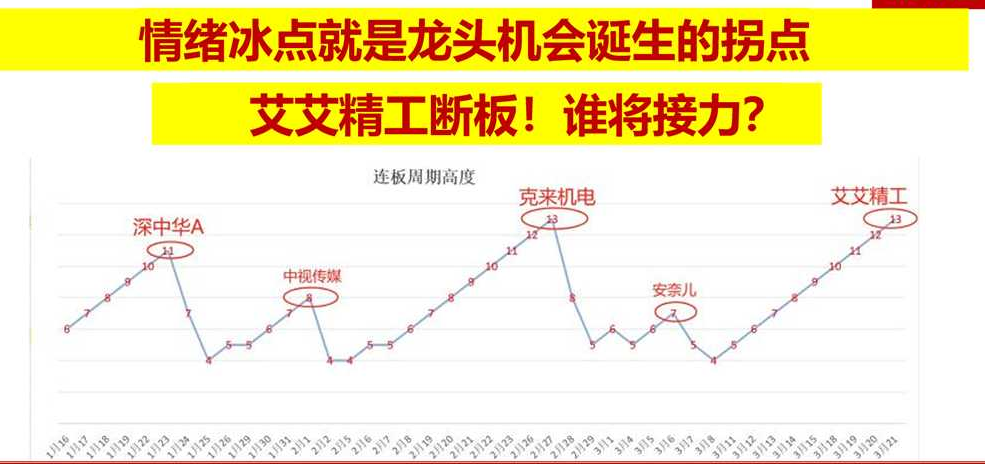 情绪冰点就是龙头机会诞生的拐点
艾艾精工断板！谁将接力？
连板周期高度
克来机电 艾艾精工
13 13
深中华A
12 12
11 11 11
10 10 10
中视传媒
9 9 9
安奈儿
8 8 8 8 8
7 7 7 7 7 7
6 6 6 6 6 6
5 5 5 5 5 5 5 5
4 4 4 4
1月16 1月17 1月18 1月19 1月22 1月23 1月24 1月25 1月26 1月29 1月30 1月31 2月1 2月2 2月5 2月6 2月7 2月8 2月19 2月20 2月21 2月22 2月23 2月26 2月27 2月28 2月29 3月1 3月4 3月5 3月6 3月7 3月8 3月11 3月12 3月13 3月14 3月15 3月18 3月19 3月20 3月21